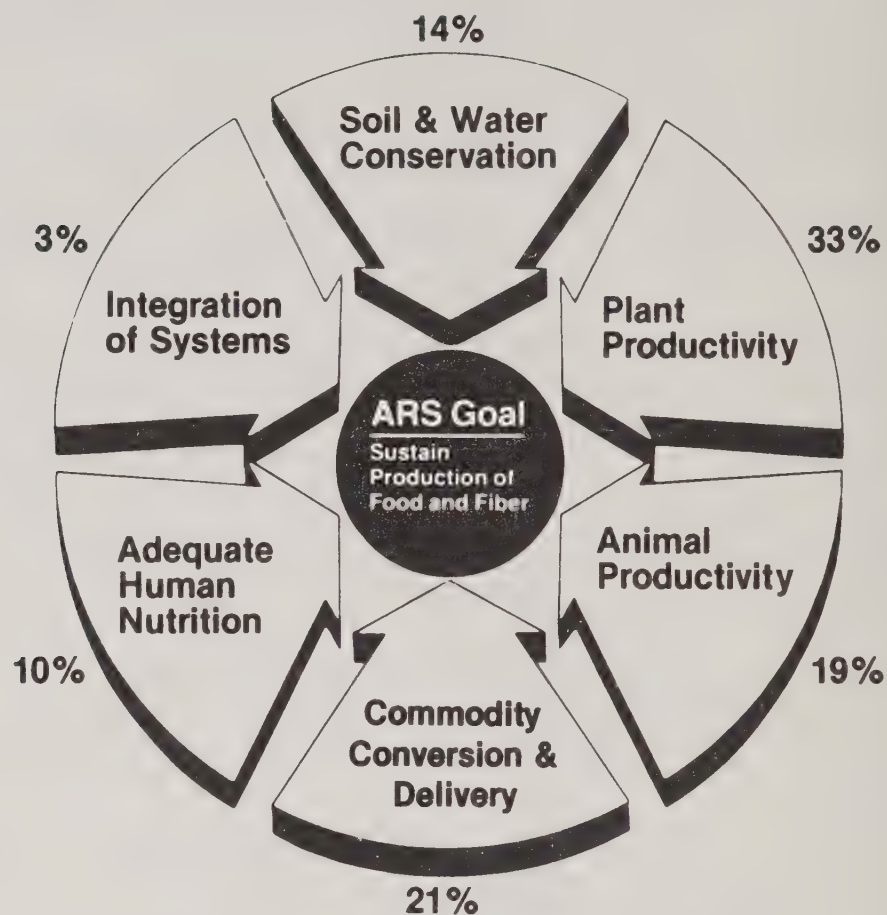 14%
Soil & Water
Conservation
33%
Plant
Productivity
19%
Animal
Productivity
21%
Commodity
Conversion &
Delivery
10%
Adequate
Human
Nutrition
3%
Integration
of Systems
ARS Goal
Sustain
Production of
Food and Fiber